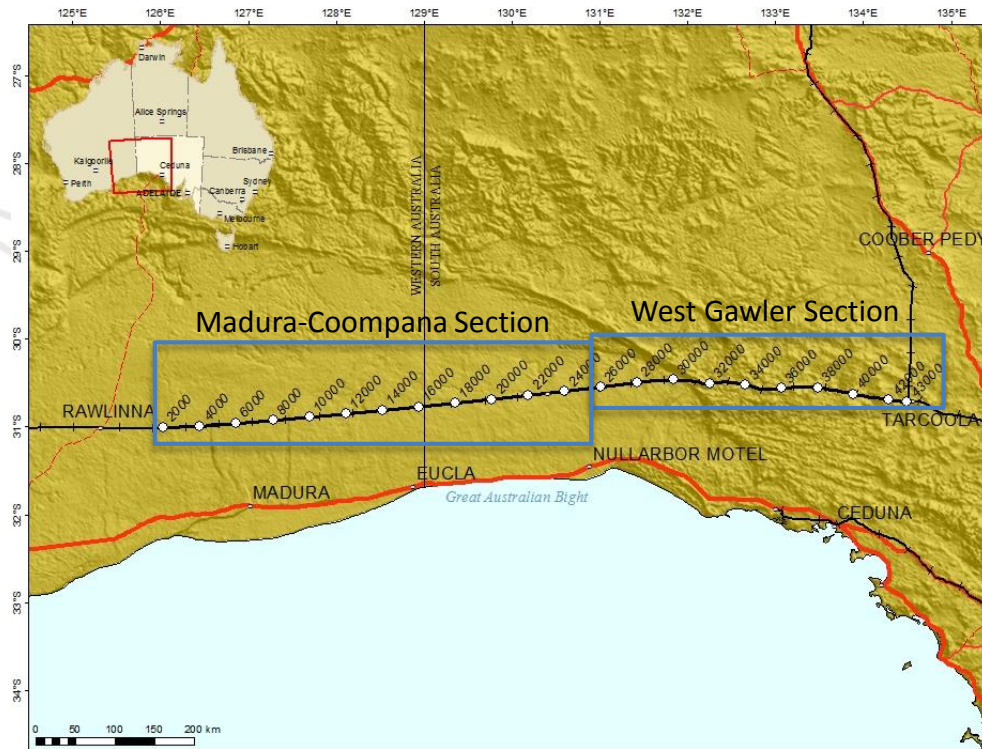 125°E 126°E 127°E 128°E 129°E 130°E 131°E 132°E 133°E 134°E 135°E
27°S
28°S
29°S
30°S
31°S
32°S
33°S
34°S
Darwin
Alice Springs
Brisbane
Kalgoorlie
Ceduna
Perth
ADELAIDE
Sydney
Canberra
Melbourne
Hobart
WESTERN AUSTRALIA
SOUTH AUSTRALIA
COOBER PEDY
Madura-Coompana Section
West Gawler Section
2000 4000 6000 8000 10000 12000 14000 16000 18000 20000 22000 24000 26000 28000 30000 32000 34000 36000 38000 40000 42000 43000
RAWLINNA
TARCOOLA
NULLARBOR MOTEL
EUCLA
MADURA
Great Australian Bight
CEDUNA
0 50 100 150 200 km